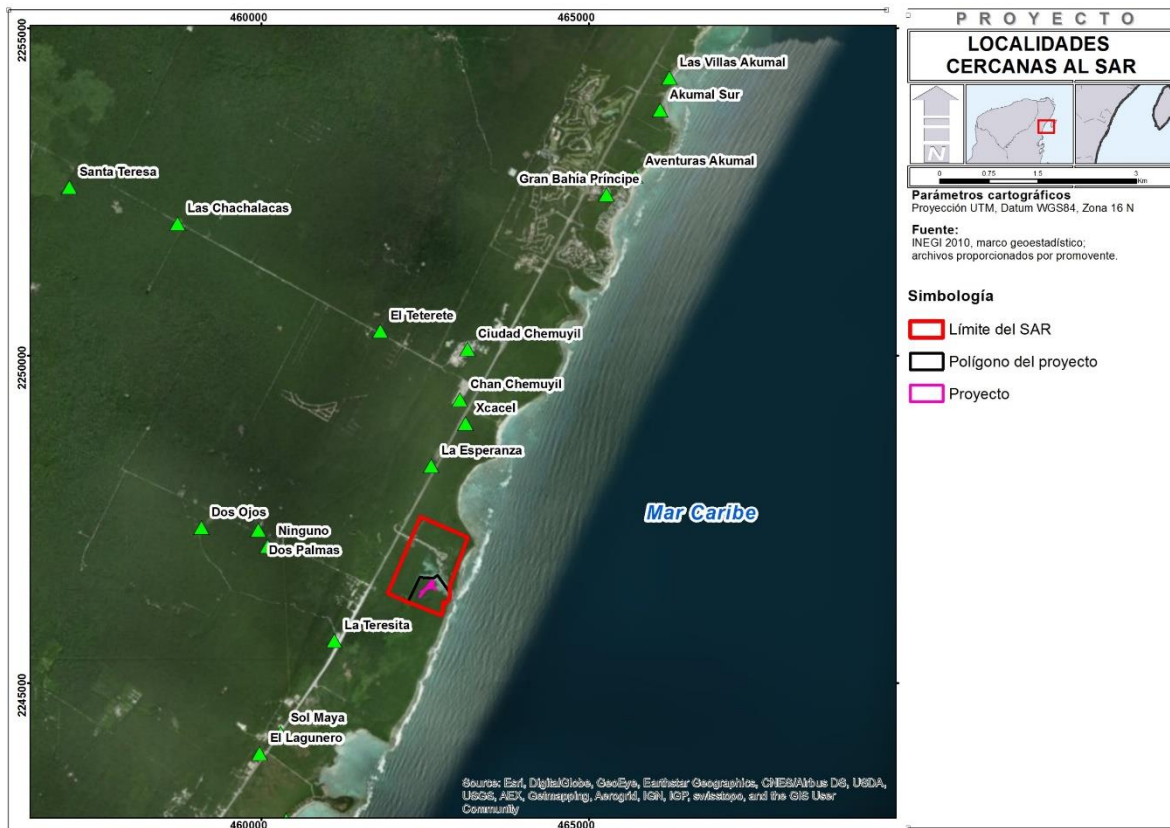 460000
465000
2255000
2250000
2245000
Las Villas Akumal
Akumal Sur
Aventuras Akumal
Gran Bahía Príncipe
Santa Teresa
Las Chachalacas
El Teterete
Ciudad Chemuyil
Chan Chemuyil
Xcacel
La Esperanza
Mar Caribe
Dos Ojos
Ninguno
Dos Palmas
La Teresita
Sol Maya
El Lagunero
Source: Esri, DigitalGlobe, GeoEye, Earthstar Geographics, CNES/Airbus DS, USDA,
USGS, AEX, Getmapping, Aerogrid, IGN, IGP, swisstopo, and the GIS User
Community
460000
465000
PROYECTO
LOCALIDADES
CERCANAS AL SAR
N
0 0.75 1.5 3
Km
Parámetros cartográficos
Proyección UTM, Datum WGS84, Zona 16 N
Fuente:
INEGI 2010, marco geoestadístico;
archivos proporcionados por promovente.
Simbología
Límite del SAR
Polígono del proyecto
Proyecto